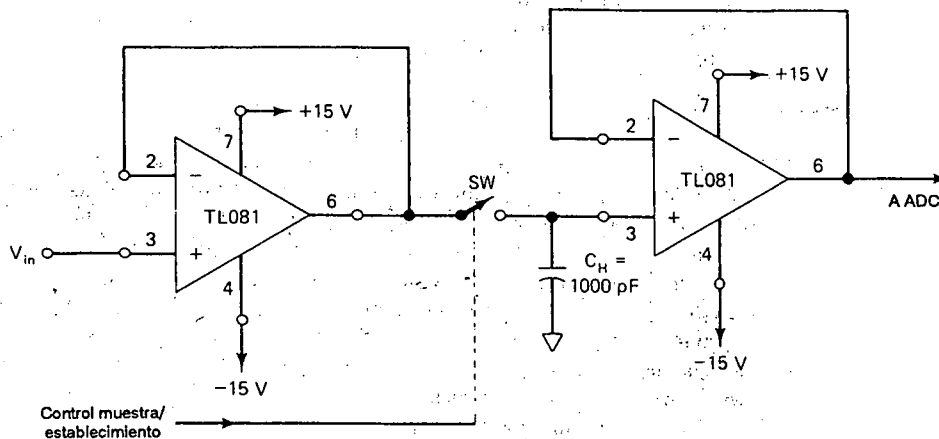 +15 V
7
2
−
TL081
6
V_in
3
+
4
−15 V
SW
C_H =
1000 pF
+15 V
7
2
−
TL081
6
A ADC
3
+
4
−15 V
Control muestra/
establecimiento